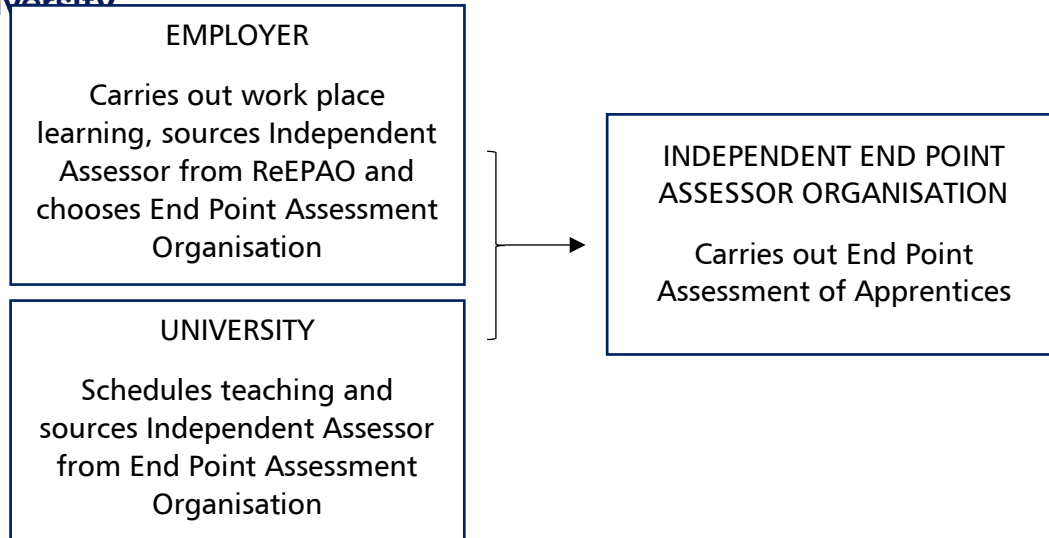 EMPLOYER
Carries out work place
learning, sources Independent
Assessor from ReEPAO and
chooses End Point Assessment
Organisation
UNIVERSITY
Schedules teaching and
sources Independent Assessor
from End Point Assessment
Organisation
INDEPENDENT END POINT
ASSESSOR ORGANISATION
Carries out End Point
Assessment of Apprentices